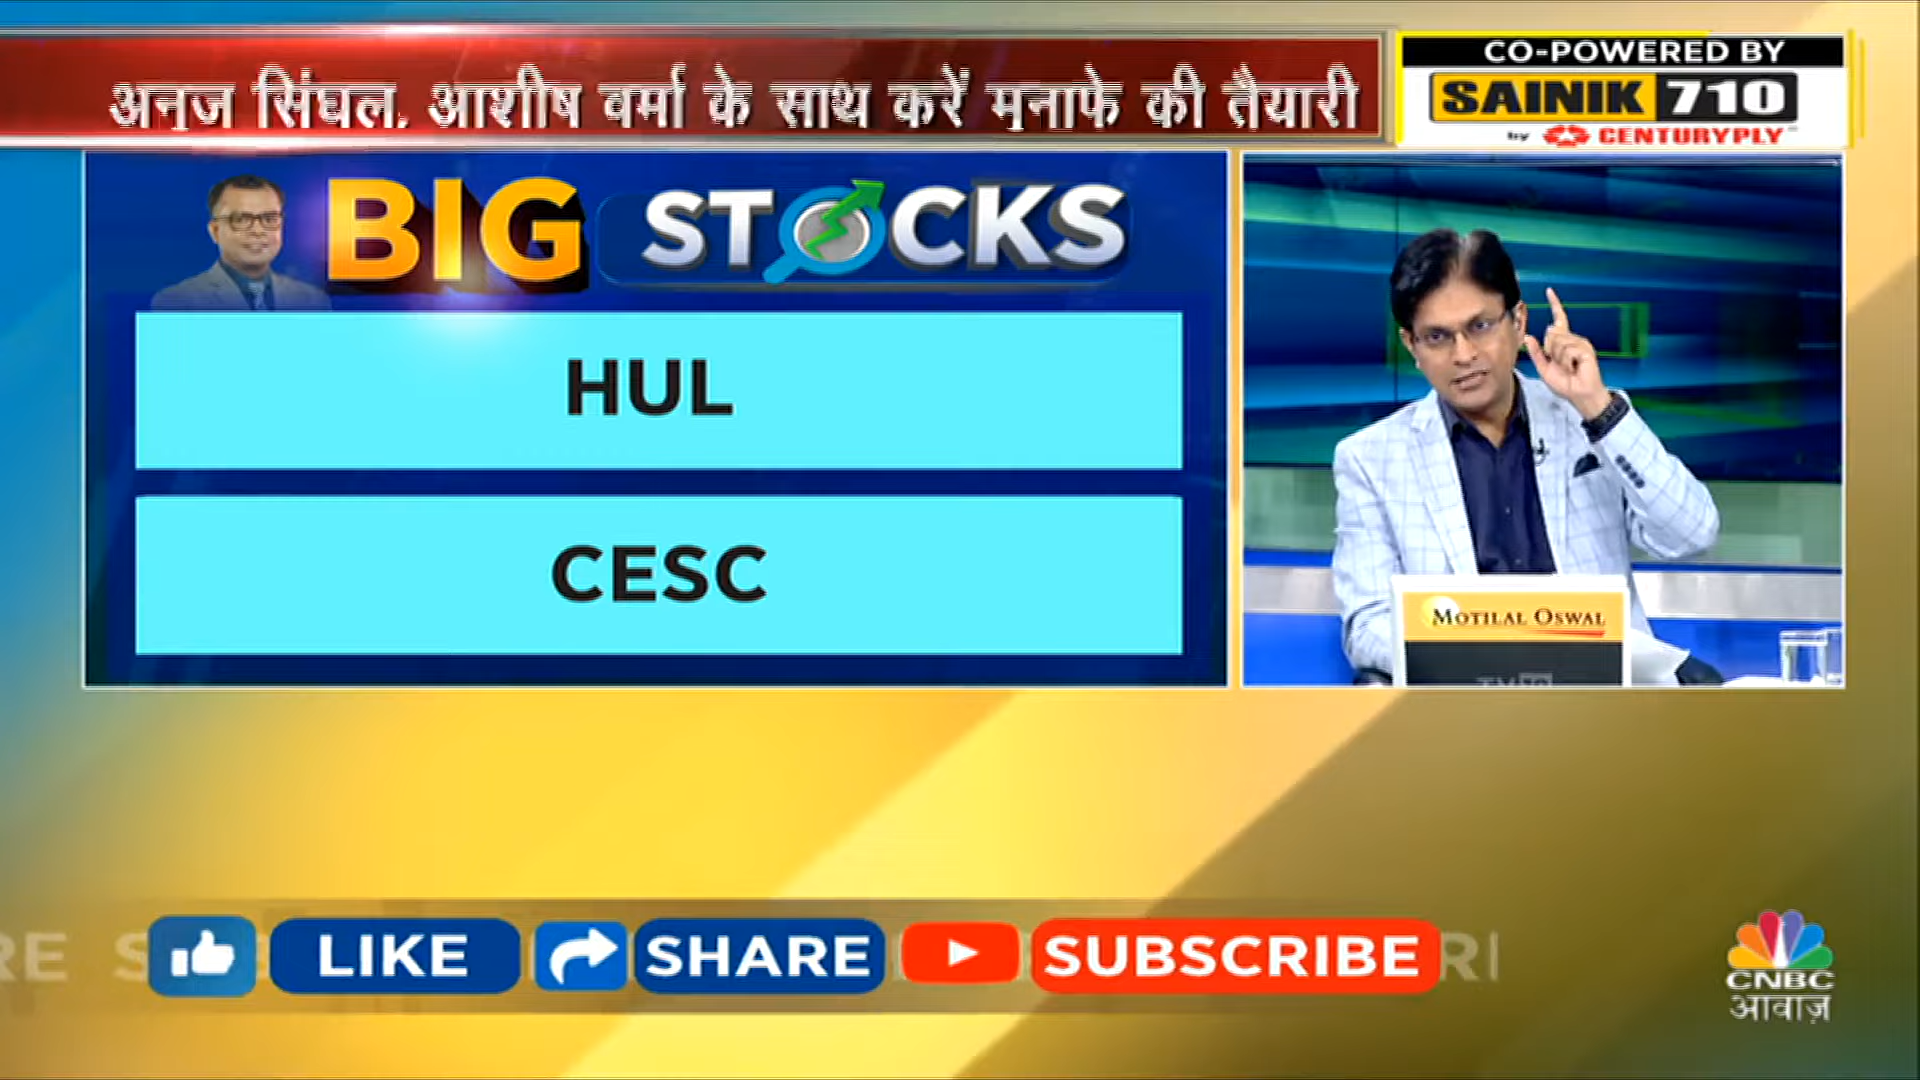 अनुज सिंघल, आशीष वर्मा के साथ करें मुनाफे की तैयारी
CO-POWERED BY
SAINIK 710
by CENTURYPLY
BIG STOCKS
HUL
CESC
MOTILAL OSWAL
LIKE
SHARE
SUBSCRIBE
CNBC
आवाज़